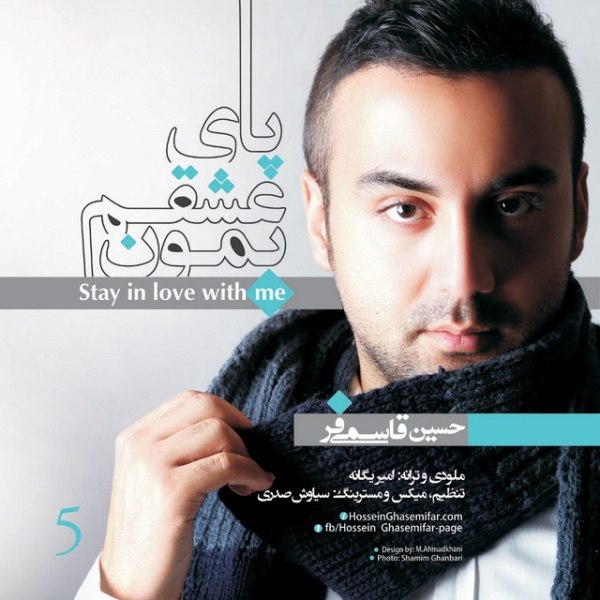 پای
عشقم
بمون
Stay in love with me
حسین قاسمی فر
ملودی و ترانه: امیر یگانه
تنظیم، میکس و مسترینگ: سیاوش صدری
HosseinGhasemifar.com
fb/Hossein Ghasemifar-page
Design by: M.Ahmadkhani
Photo: Shamim Ghanbari
5